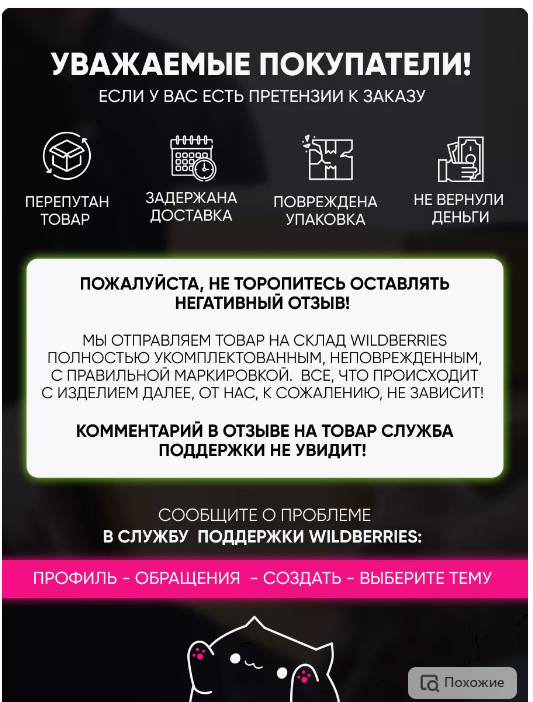 УВАЖАЕМЫЕ ПОКУПАТЕЛИ!
ЕСЛИ У ВАС ЕСТЬ ПРЕТЕНЗИИ К ЗАКАЗУ
ПЕРЕПУТАН
ТОВАР
ЗАДЕРЖАНА
ДОСТАВКА
ПОВРЕЖДЕНА
УПАКОВКА
НЕ ВЕРНУЛИ
ДЕНЬГИ
ПОЖАЛУЙСТА, НЕ ТОРОПИТЕСЬ ОСТАВЛЯТЬ
НЕГАТИВНЫЙ ОТЗЫВ!
МЫ ОТПРАВЛЯЕМ ТОВАР НА СКЛАД WILDBERRIES
ПОЛНОСТЬЮ УКОМПЛЕКТОВАННЫМ, НЕПОВРЕЖДЕННЫМ,
С ПРАВИЛЬНОЙ МАРКИРОВКОЙ. ВСЕ, ЧТО ПРОИСХОДИТ
С ИЗДЕЛИЕМ ДАЛЕЕ, ОТ НАС, К СОЖАЛЕНИЮ, НЕ ЗАВИСИТ!
КОММЕНТАРИЙ В ОТЗЫВЕ НА ТОВАР СЛУЖБА
ПОДДЕРЖКИ НЕ УВИДИТ!
СООБЩИТЕ О ПРОБЛЕМЕ
В СЛУЖБУ ПОДДЕРЖКИ WILDBERRIES:
ПРОФИЛЬ - ОБРАЩЕНИЯ - СОЗДАТЬ - ВЫБЕРИТЕ ТЕМУ
Похожие